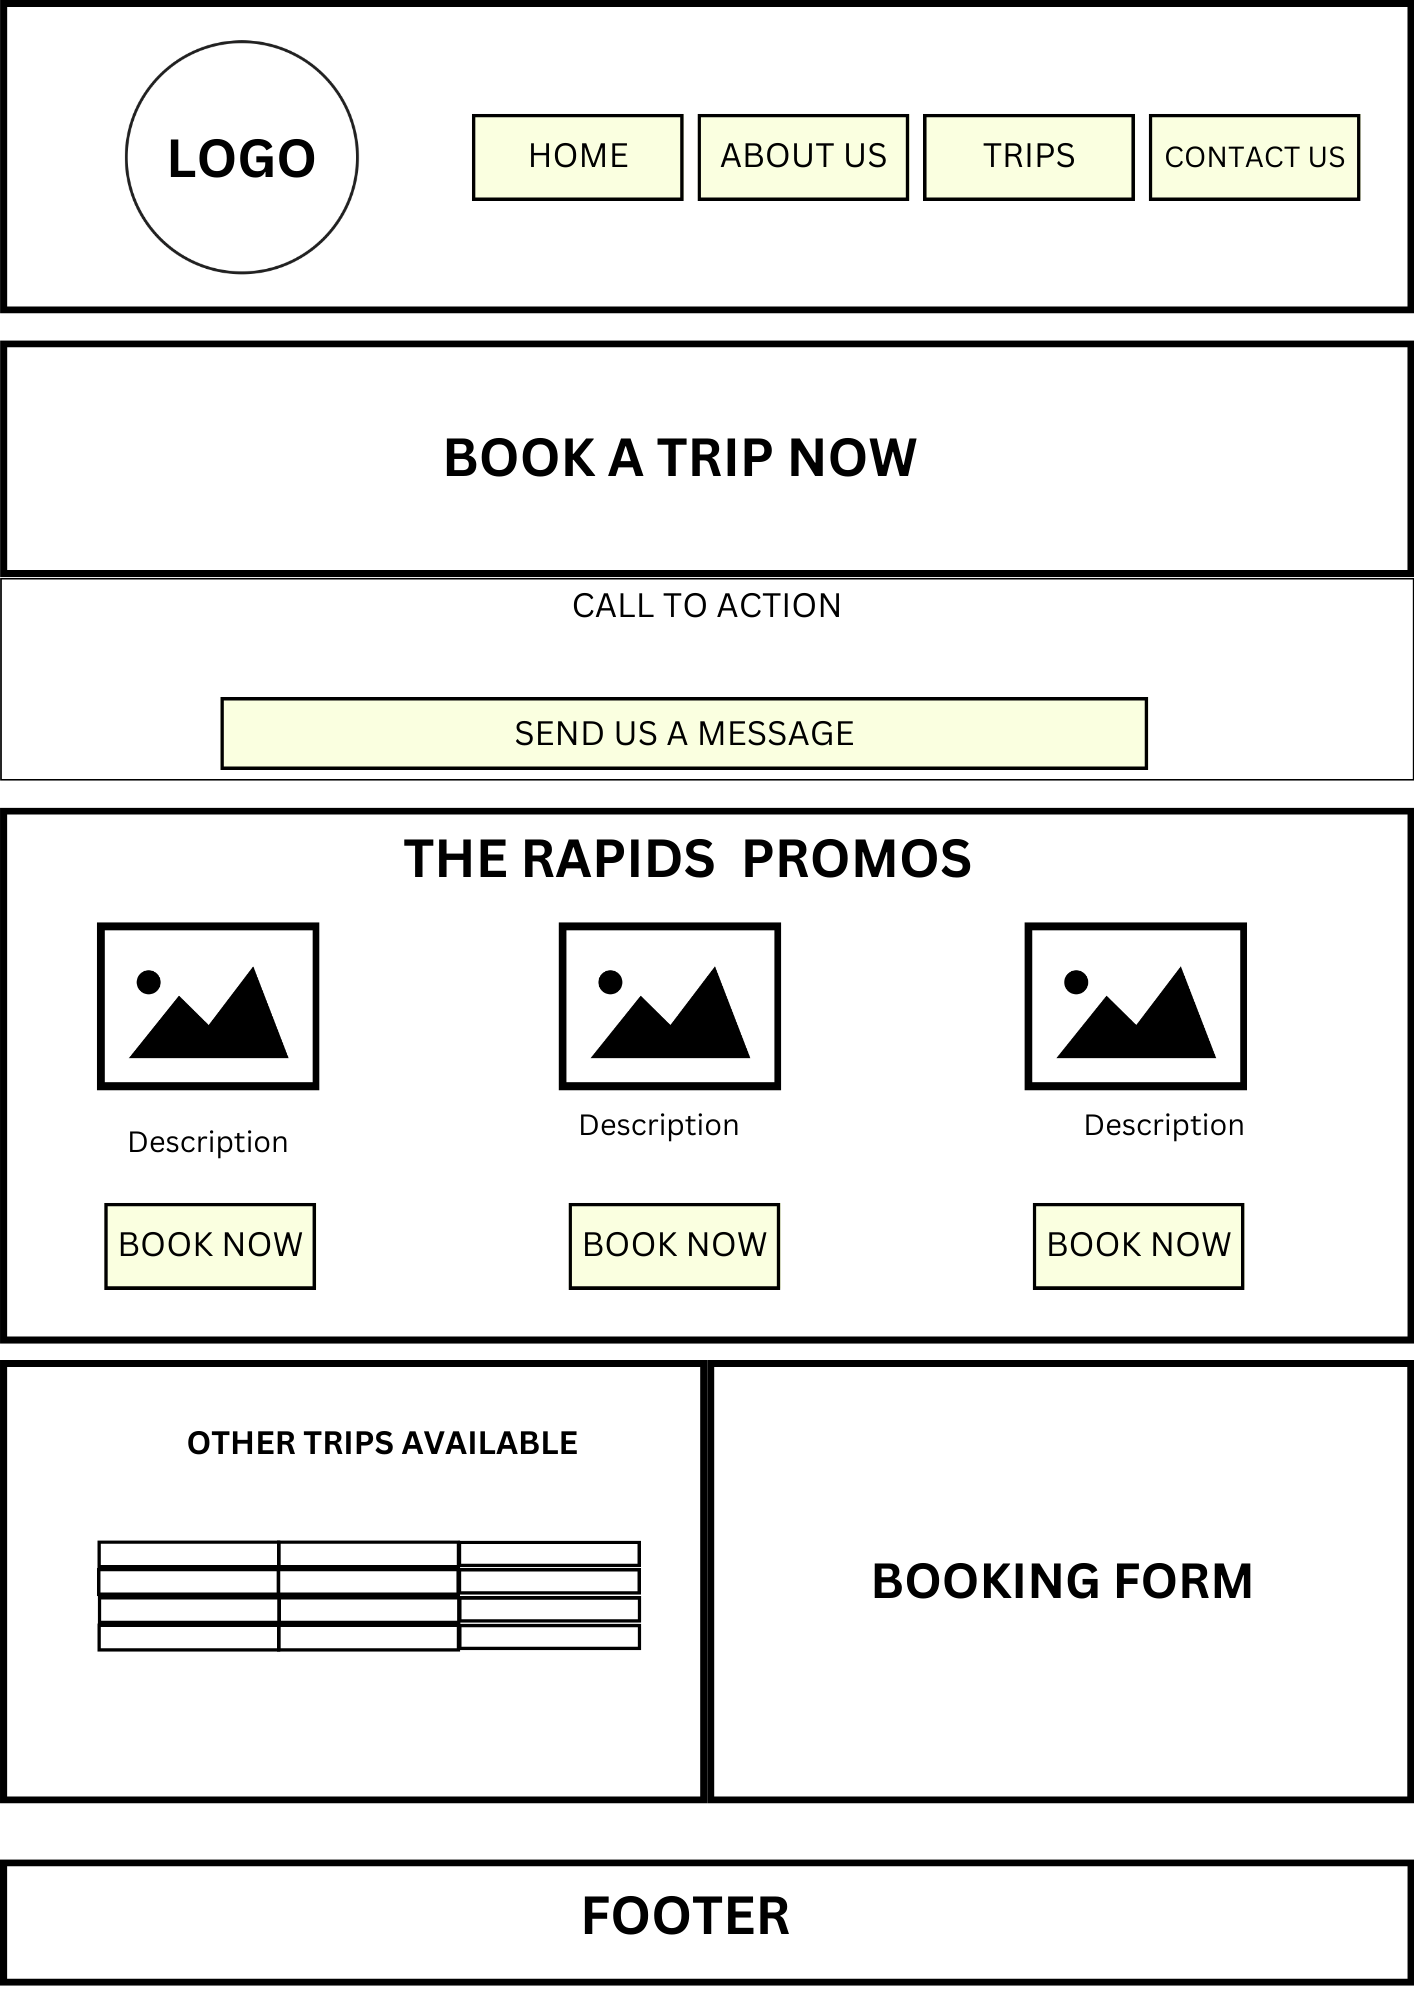 LOGO
HOME
ABOUT US
TRIPS
CONTACT US
BOOK A TRIP NOW
CALL TO ACTION
SEND US A MESSAGE
THE RAPIDS  PROMOS
Description
Description
Description
BOOK NOW
BOOK NOW
BOOK NOW
OTHER TRIPS AVAILABLE
BOOKING FORM
FOOTER